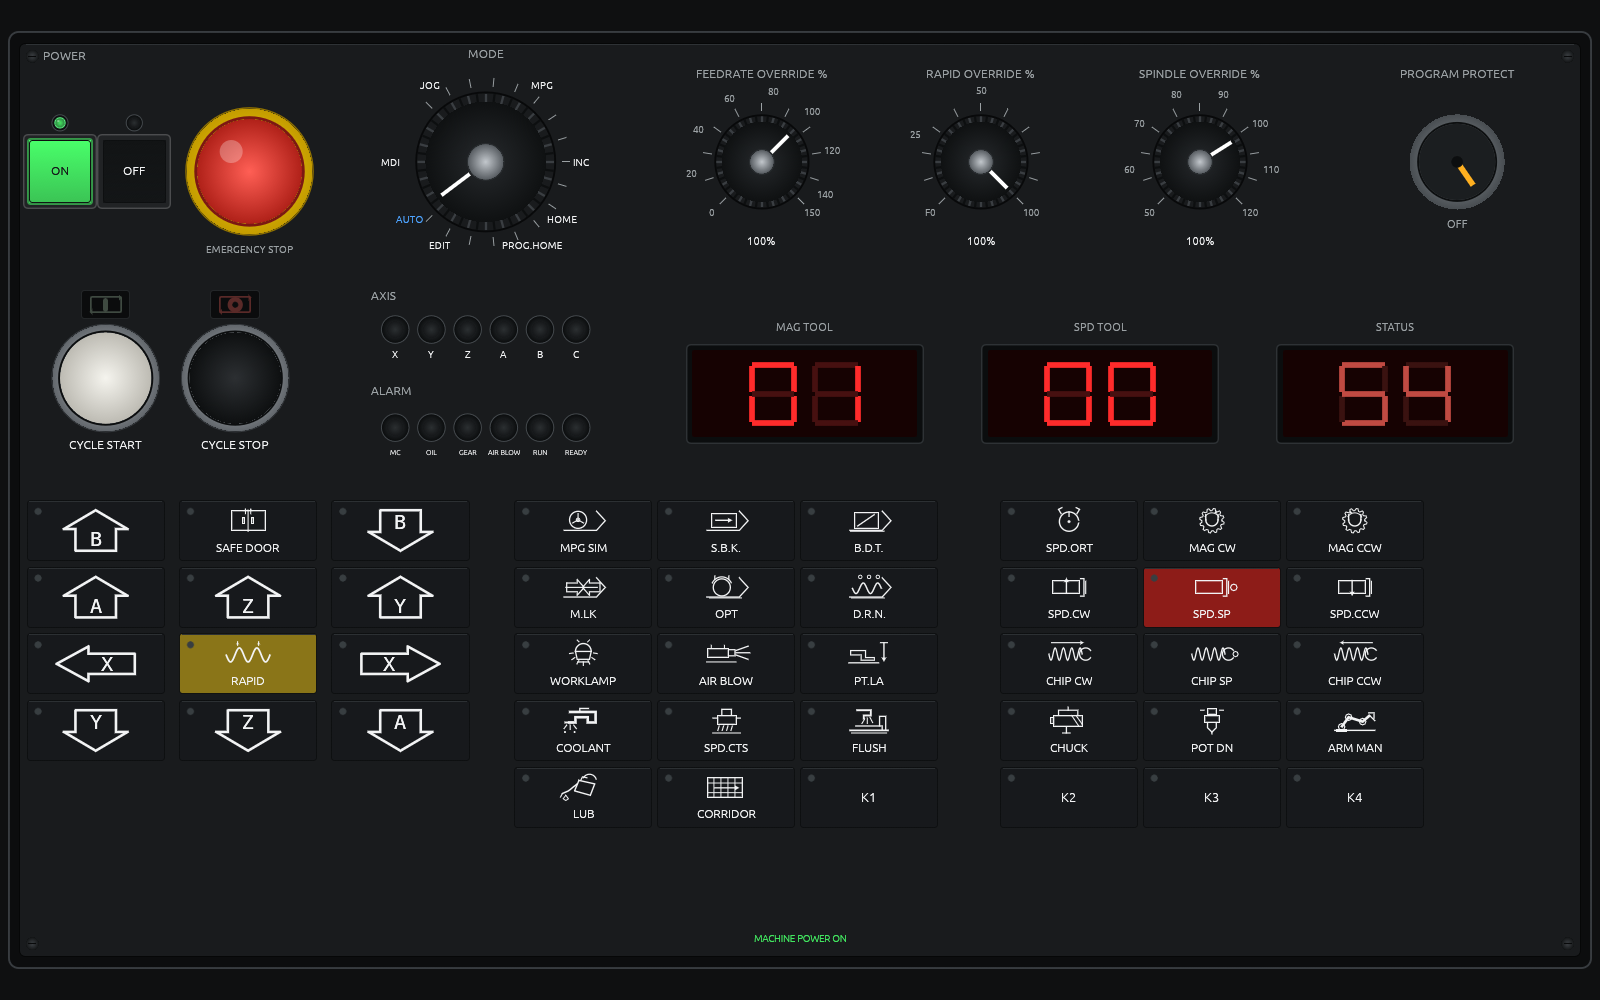 POWER
MODE
FEEDRATE OVERRIDE %
RAPID OVERRIDE %
SPINDLE OVERRIDE %
PROGRAM PROTECT
ON
OFF
EMERGENCY STOP
JOG
MPG
MDI
INC
AUTO
HOME
EDIT
PROG.HOME
0
20
40
60
80
100
120
140
150
100%
F0
25
50
100
100%
50
60
70
80
90
100
110
120
100%
OFF
CYCLE START
CYCLE STOP
AXIS
X Y Z A B C
ALARM
MC OIL GEAR AIR BLOW RUN READY
MAG TOOL
01
SPD TOOL
00
STATUS
54
B
SAFE DOOR
B
MPG SIM
S.B.K.
B.D.T.
SPD.ORT
MAG CW
MAG CCW
A
Z
Y
M.LK
OPT
D.R.N.
SPD.CW
SPD.SP
SPD.CCW
X
RAPID
X
WORKLAMP
AIR BLOW
PT.LA
CHIP CW
CHIP SP
CHIP CCW
Y
Z
A
COOLANT
SPD.CTS
FLUSH
CHUCK
POT DN
ARM MAN
LUB
CORRIDOR
K1
K2
K3
K4
MACHINE POWER ON